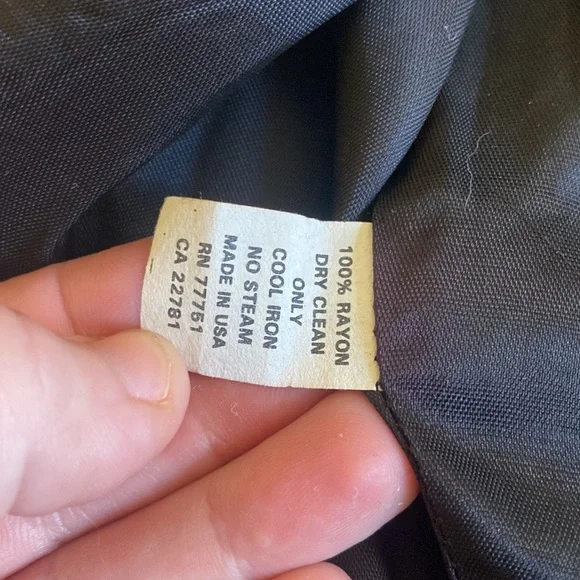 100% RAYON
DRY CLEAN
ONLY
COOL IRON
NO STEAM
MADE IN USA
RN 77751
CA 22781